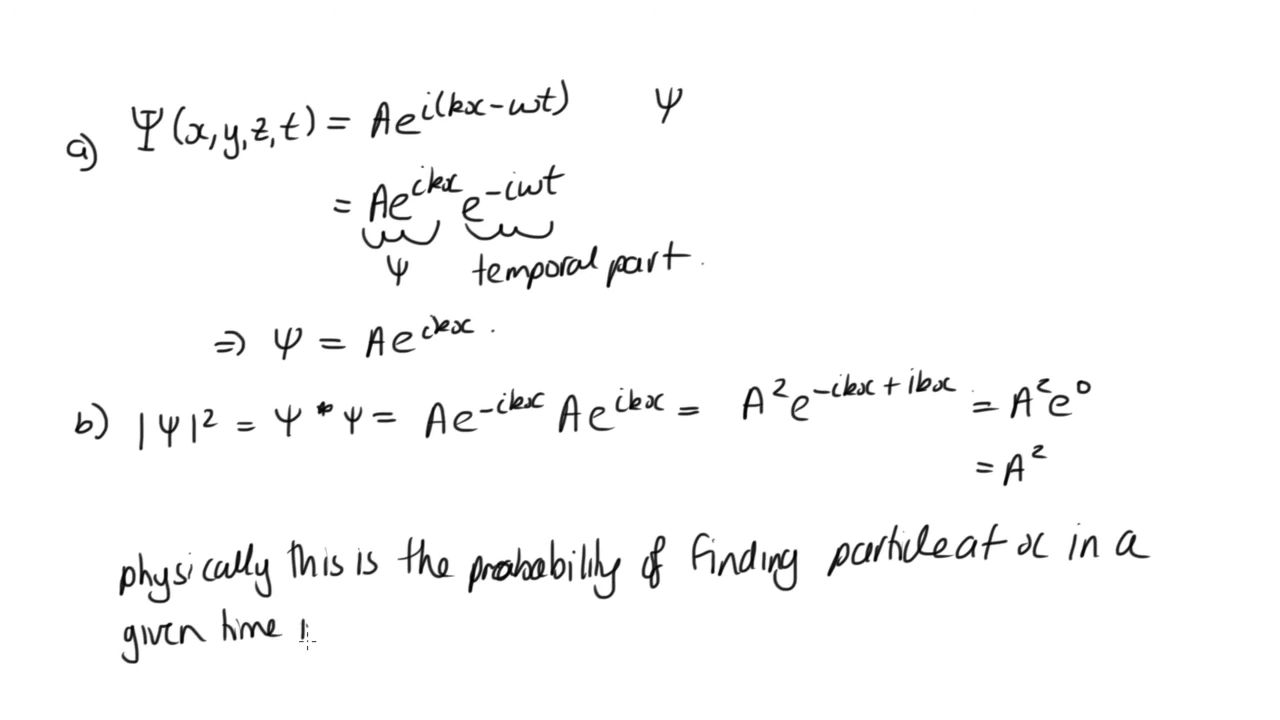 a) Ψ(x,y,z,t) = Ae^{i(kx-ωt)} ψ
= Ae^{ikx} e^{-iωt}
ψ temporal part.
⇒ ψ = Ae^{ikx}.
b) |ψ|² = ψ*ψ = Ae^{-ikx} Ae^{ikx} = A²e^{-ikx+ikx} = A²e⁰
= A²
physically this is the probability of finding particle at x in a
given time